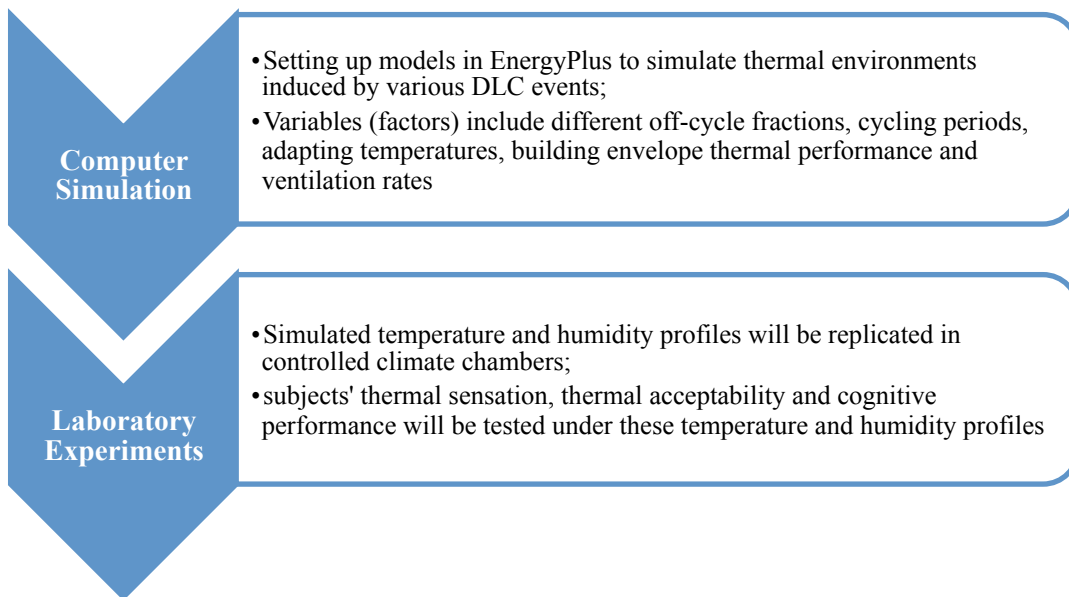 Computer
Simulation
•Setting up models in EnergyPlus to simulate thermal environments
induced by various DLC events;
•Variables (factors) include different off-cycle fractions, cycling periods,
adapting temperatures, building envelope thermal performance and
ventilation rates
Laboratory
Experiments
•Simulated temperature and humidity profiles will be replicated in
controlled climate chambers;
•subjects' thermal sensation, thermal acceptability and cognitive
performance will be tested under these temperature and humidity profiles